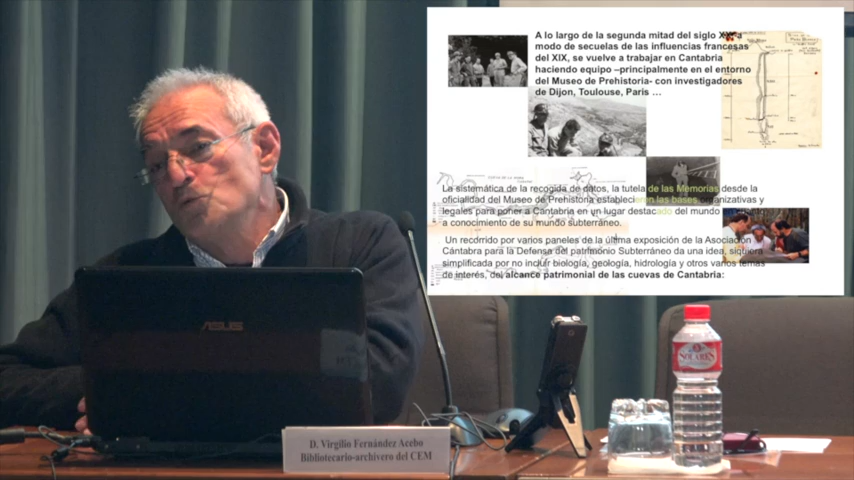 A lo largo de la segunda mitad del siglo XX, a
modo de secuelas de las influencias francesas
del XIX, se vuelve a trabajar en Cantabria
haciendo equipo –principalmente en el entorno
del Museo de Prehistoria- con investigadores
de Dijon, Toulouse, Paris …
La sistemática de la recogida de datos, la tutela de las Memorias desde la
oficialidad del Museo de Prehistoria establecieron las bases organizativas y
legales para poner a Cantabria en un lugar destacado del mundo en cuanto
a conocimiento de su mundo subterráneo.
Un recorrido por varios paneles de la última exposición de la Asociación
Cántabra para la Defensa del patrimonio Subterráneo da una idea, siquiera
simplificada por no incluir biología, geología, hidrología y otros varios temas
de interés, del alcance patrimonial de las cuevas de Cantabria:
ASUS
SOLARES
D. Virgilio Fernández Acebo
Bibliotecario-archivero del CEM